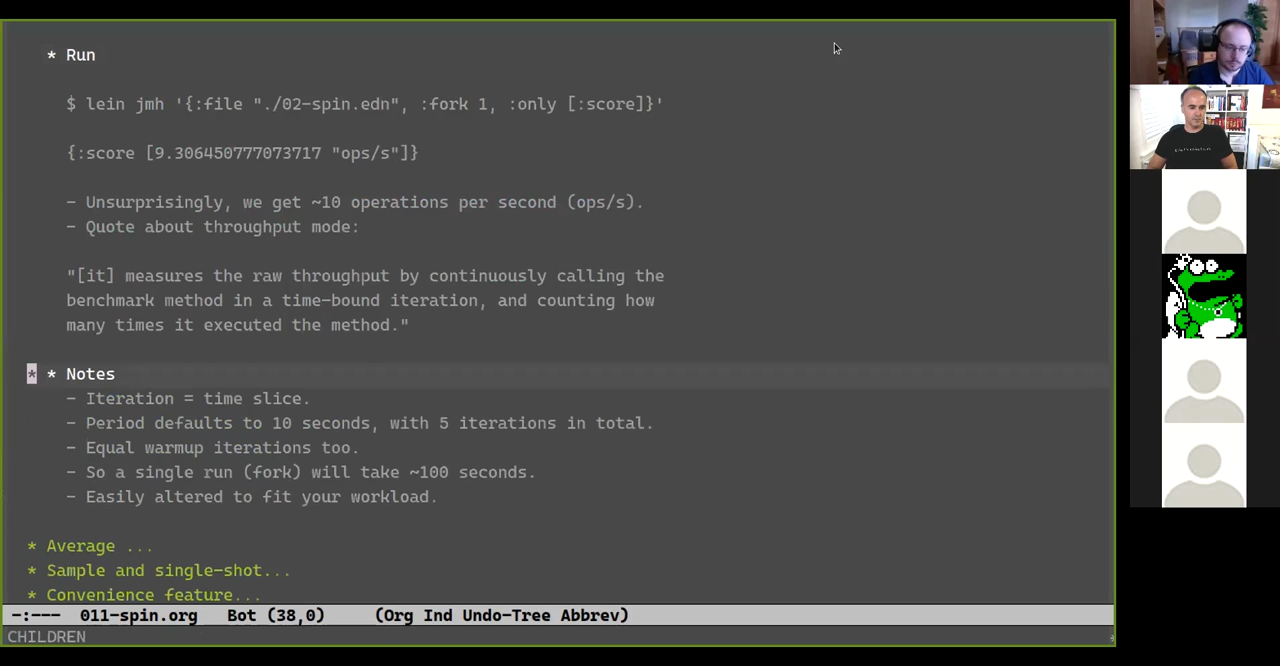 * Run
$ lein jmh '{:file "./02-spin.edn", :fork 1, :only [:score]}'
{:score [9.306450777073717 "ops/s"]}
- Unsurprisingly, we get ~10 operations per second (ops/s).
- Quote about throughput mode:
"[it] measures the raw throughput by continuously calling the
benchmark method in a time-bound iteration, and counting how
many times it executed the method."
* * Notes
- Iteration = time slice.
- Period defaults to 10 seconds, with 5 iterations in total.
- Equal warmup iterations too.
- So a single run (fork) will take ~100 seconds.
- Easily altered to fit your workload.
* Average ...
* Sample and single-shot...
* Convenience feature...
-:--- 011-spin.org Bot (38,0) (Org Ind Undo-Tree Abbrev)
CHILDREN